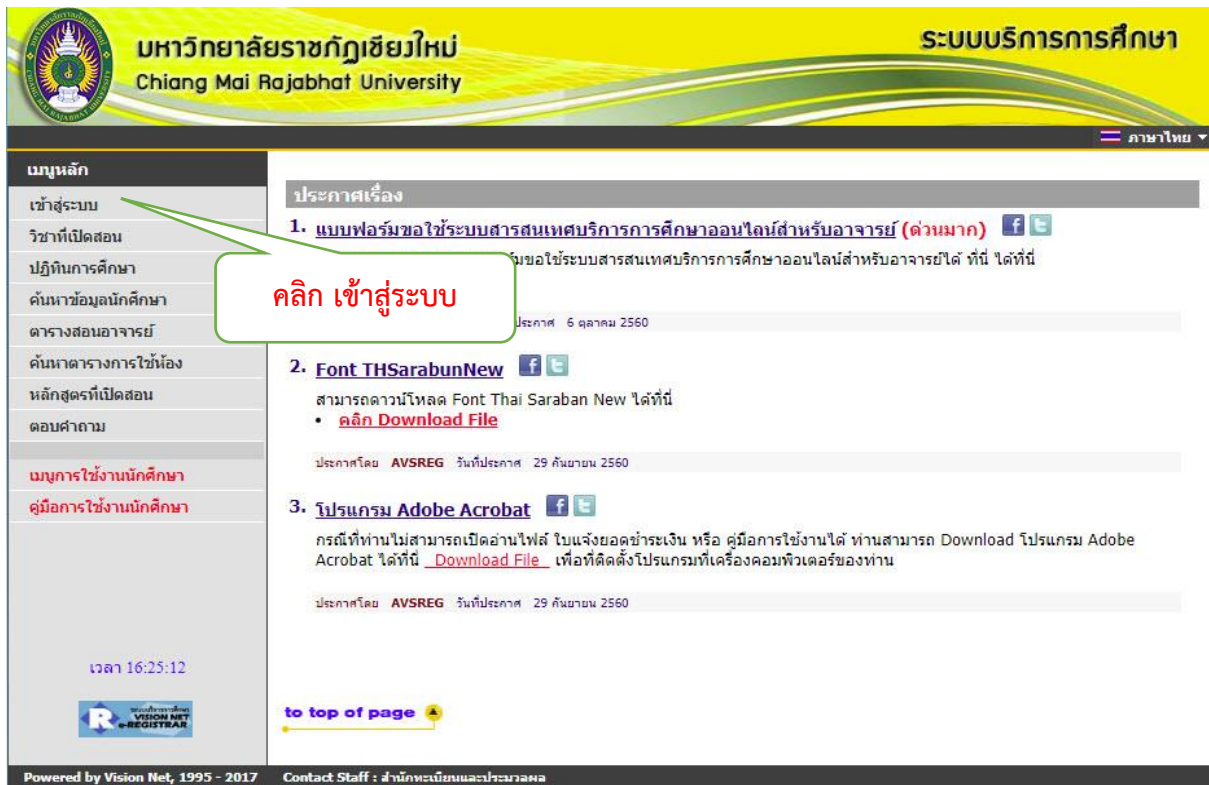 มหาวิทยาลัยราชภัฏเชียงใหม่
Chiang Mai Rajabhat University
ระบบบริการการศึกษา
ภาษาไทย
เมนูหลัก
เข้าสู่ระบบ
วิชาที่เปิดสอน
ปฏิทินการศึกษา
ค้นหาข้อมูลนักศึกษา
ตารางสอนอาจารย์
ค้นหาตารางการใช้ห้อง
หลักสูตรที่เปิดสอน
ตอบคำถาม
เมนูการใช้งานนักศึกษา
คู่มือการใช้งานนักศึกษา
เวลา 16:25:12
VISION NET
e-REGISTRAR
คลิก เข้าสู่ระบบ
ประกาศเรื่อง
1. แบบฟอร์มขอใช้ระบบสารสนเทศบริการการศึกษาออนไลน์สำหรับอาจารย์ (ด่วนมาก)
มขอใช้ระบบสารสนเทศบริการการศึกษาออนไลน์สำหรับอาจารย์ได้ ที่นี่ ได้ที่นี่
ประกาศ 6 ตุลาคม 2560
2. Font THSarabunNew
สามารถดาวน์โหลด Font Thai Saraban New ได้ที่นี่
• คลิก Download File
ประกาศโดย AVSREG วันที่ประกาศ 29 กันยายน 2560
3. โปรแกรม Adobe Acrobat
กรณีที่ท่านไม่สามารถเปิดอ่านไฟล์ ใบแจ้งยอดชำระเงิน หรือ คู่มือการใช้งานได้ ท่านสามารถ Download โปรแกรม Adobe
Acrobat ได้ที่นี่ Download File เพื่อที่ติดตั้งโปรแกรมที่เครื่องคอมพิวเตอร์ของท่าน
ประกาศโดย AVSREG วันที่ประกาศ 29 กันยายน 2560
to top of page
Powered by Vision Net, 1995 - 2017 Contact Staff : สำนักทะเบียนและประมวลผล